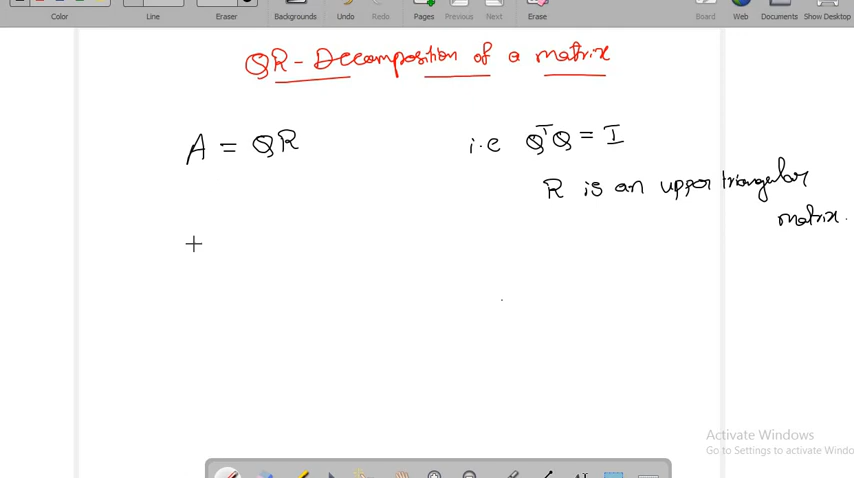 Color Line Eraser Backgrounds Undo Redo Pages Previous Next Erase Board Web Documents Show Desktop
QR - Decomposition of a matrix
A = QR i.e QᵀQ = I
R is an upper triangular
matrix.
Activate Windows
Go to Settings to activate Windo